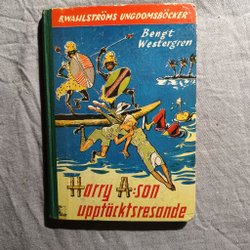 B.WAHLSTRÖMS UNGDOMSBÖCKER
Bengt
Westergren
Harry A:son
upptäcktsresande